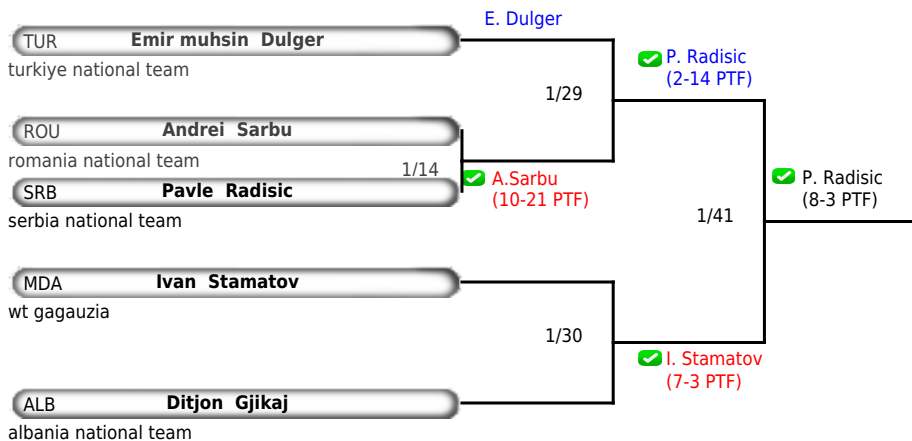 E. Dulger
TUR Emir muhsin Dulger
turkiye national team
P. Radisic
(2-14 PTF)
1/29
ROU Andrei Sarbu
romania national team
1/14
A.Sarbu
(10-21 PTF)
SRB Pavle Radisic
serbia national team
P. Radisic
(8-3 PTF)
1/41
MDA Ivan Stamatov
wt gagauzia
1/30
I. Stamatov
(7-3 PTF)
ALB Ditjon Gjikaj
albania national team